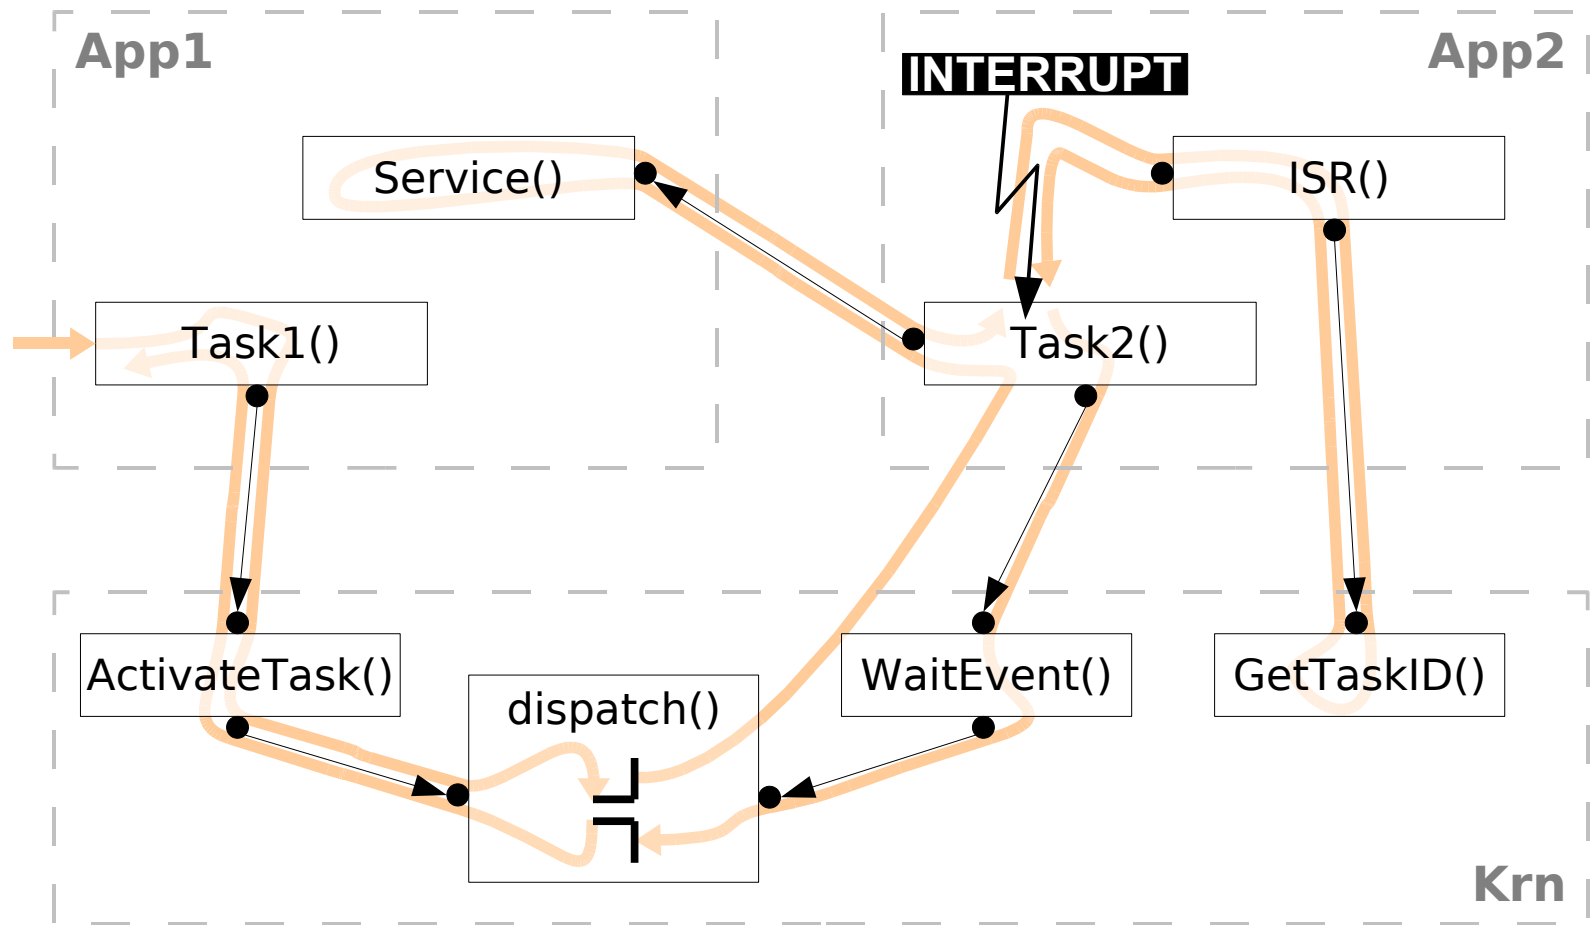 App1
App2
INTERRUPT
Service()
ISR()
Task1()
Task2()
ActivateTask()
dispatch()
WaitEvent()
GetTaskID()
Krn